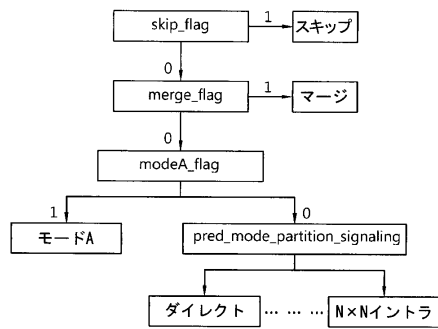 skip_flag 1 スキップ
0
merge_flag 1 マージ
0
modeA_flag
1 0
モードA pred_mode_partition_signaling
ダイレクト … … … N×Nイントラ